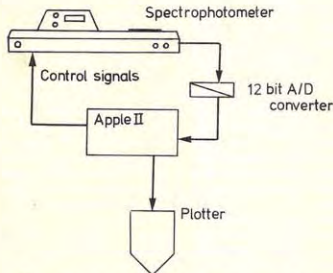 Spectrophotometer
Control signals
12 bit A/D
converter
Apple II
Plotter